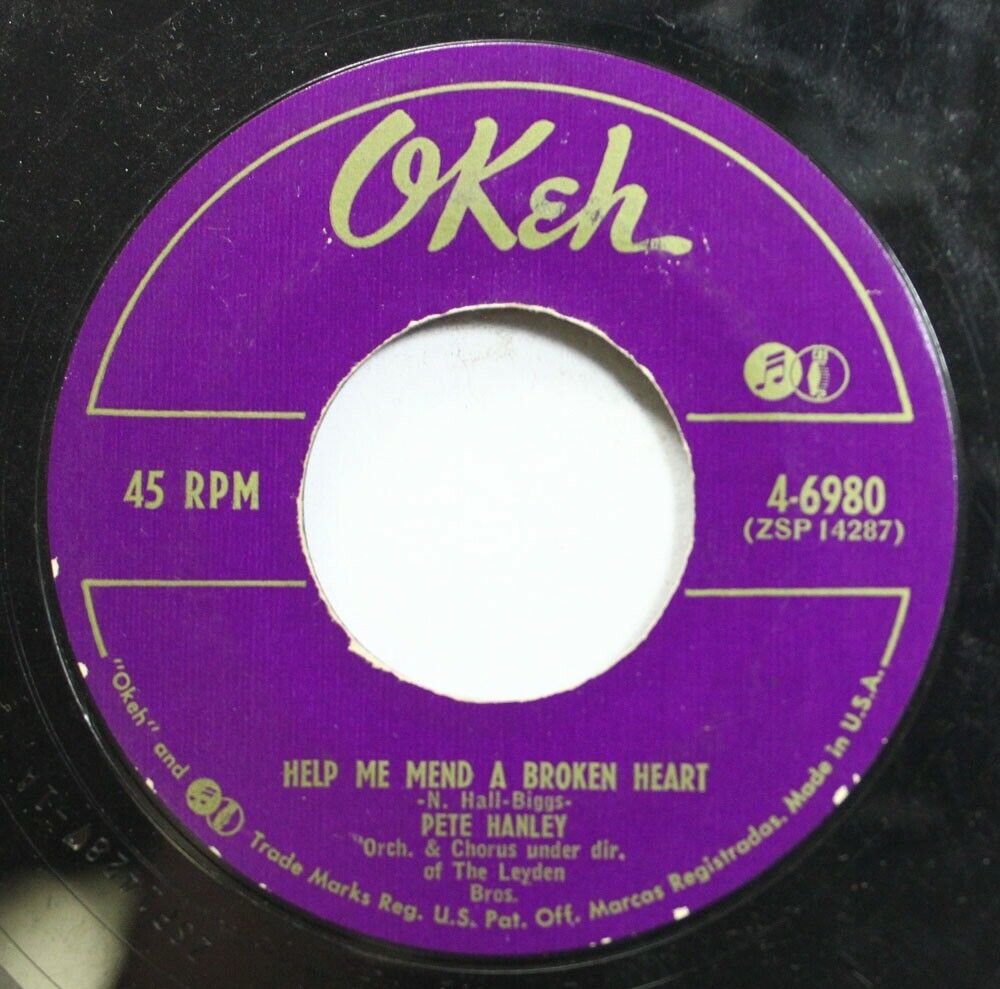 OKeh
45 RPM
4-6980
(ZSP 14287)
HELP ME MEND A BROKEN HEART
-N. Hall-Biggs-
PETE HANLEY
"Orch. & Chorus under dir.
of The Leyden
Bros.
"Okeh" and Trade Marks Reg. U.S. Pat. Off. Marcas Registradas. Made in U.S.A.